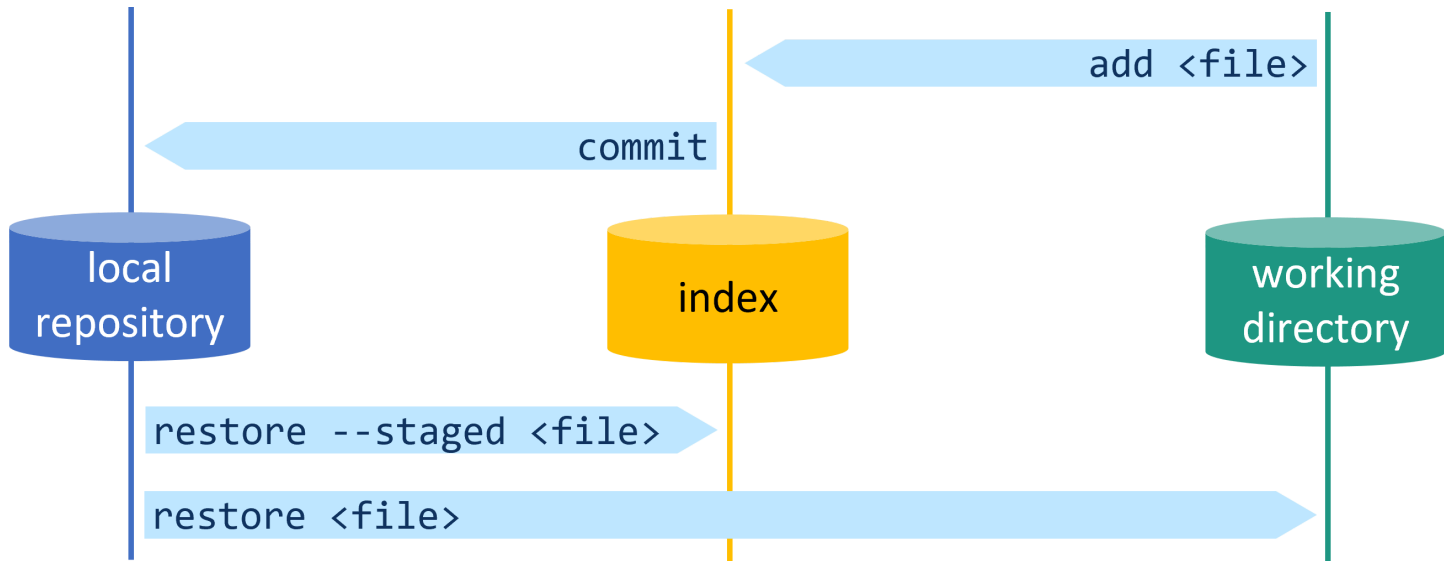 add <file>
commit
local
repository
index
working
directory
restore --staged <file>
restore <file>